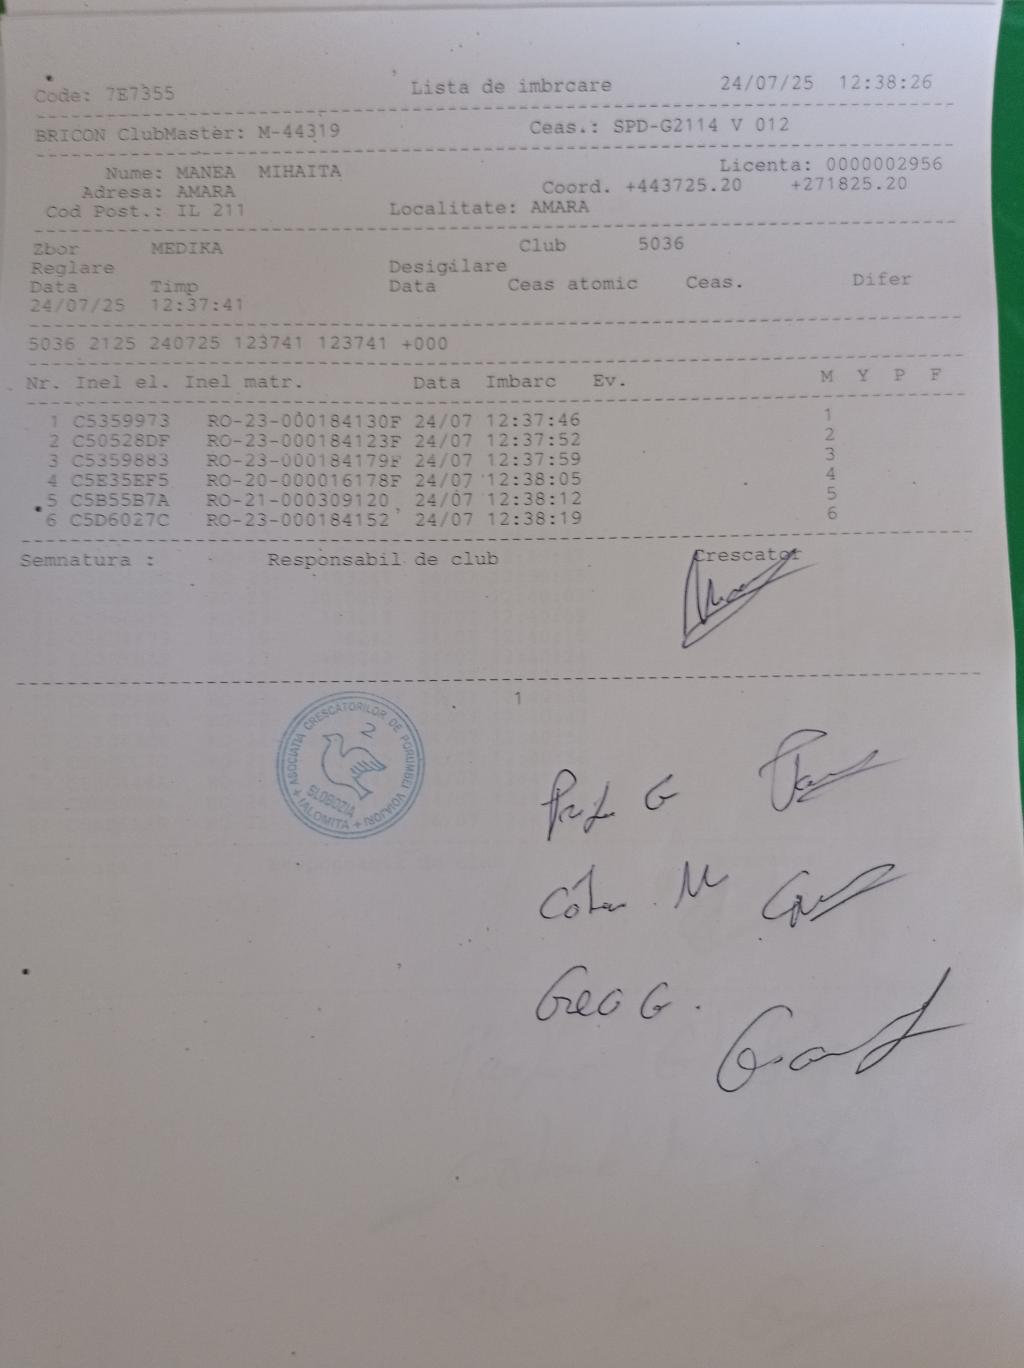 Code: 7E7355 Lista de imbrcare 24/07/25 12:38:26
BRICON ClubMaster: M-44319 Ceas.: SPD-G2114 V 012
Nume: MANEA MIHAITA Licenta: 0000002956
Adresa: AMARA Coord. +443725.20 +271825.20
Cod Post.: IL 211 Localitate: AMARA
Zbor MEDIKA Club 5036
Reglare Desigilare
Data Timp Data Ceas atomic Ceas. Difer
24/07/25 12:37:41
5036 2125 240725 123741 123741 +000
Nr. Inel el. Inel matr. Data Imbarc Ev. M Y P F
1 C5359973 RO-23-000184130F 24/07 12:37:46 1
2 C50528DF RO-23-000184123F 24/07 12:37:52 2
3 C5359883 RO-23-000184179F 24/07 12:37:59 3
4 C5E35EF5 RO-20-000016178F 24/07 12:38:05 4
5 C5B55B7A RO-21-000309120 24/07 12:38:12 5
6 C5D6027C RO-23-000184152 24/07 12:38:19 6
Semnatura : Responsabil de club Crescator
1
ASOCIATIA CRESCATORILOR DE PORUMBEI VOIAJORI
2
SLOBOZIA
IALOMITA
G
M
G.